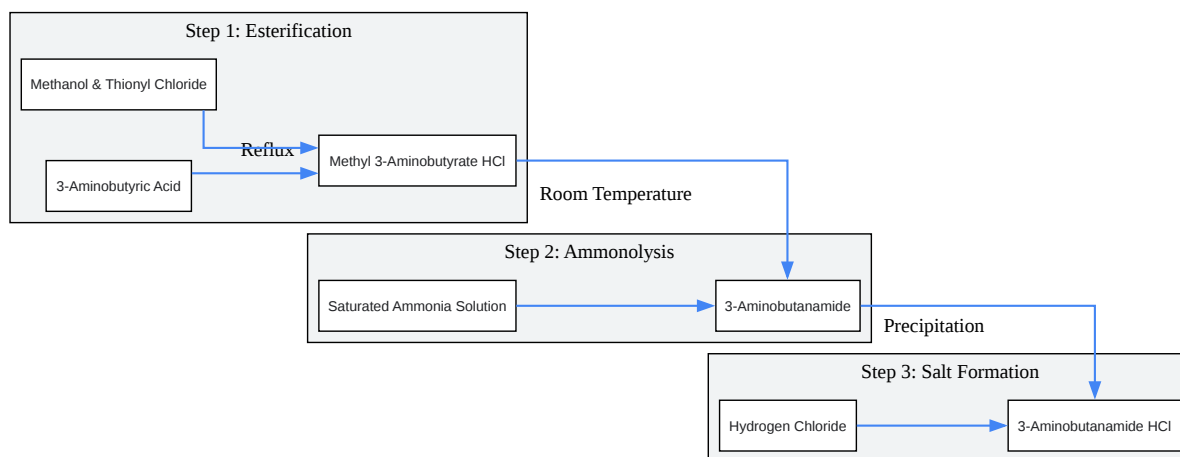 Step 1: Esterification
Methanol & Thionyl Chloride
Reflux
Methyl 3-Aminobutyrate HCl
3-Aminobutyric Acid
Room Temperature
Step 2: Ammonolysis
Saturated Ammonia Solution
3-Aminobutanamide
Precipitation
Step 3: Salt Formation
Hydrogen Chloride
3-Aminobutanamide HCl